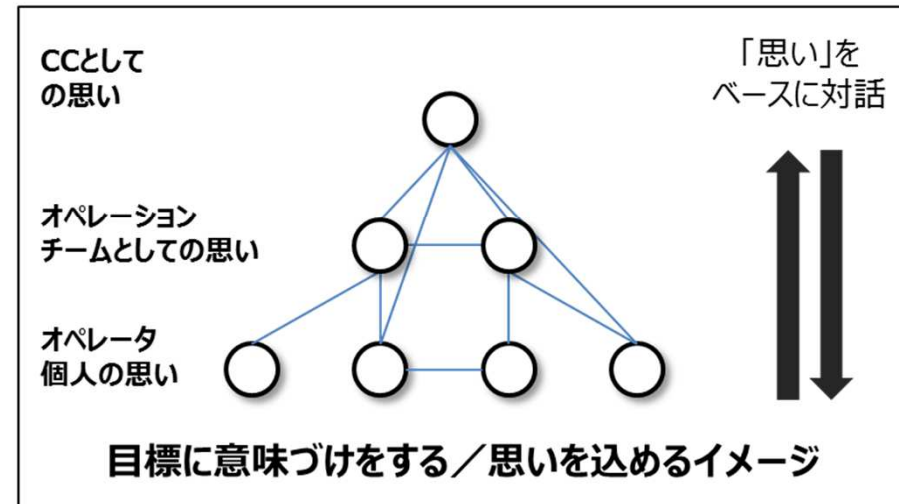 CCとして
の思い
「思い」を
ベースに対話
オペレーション
チームとしての思い
オペレータ
個人の思い
目標に意味づけをする／思いを込めるイメージ